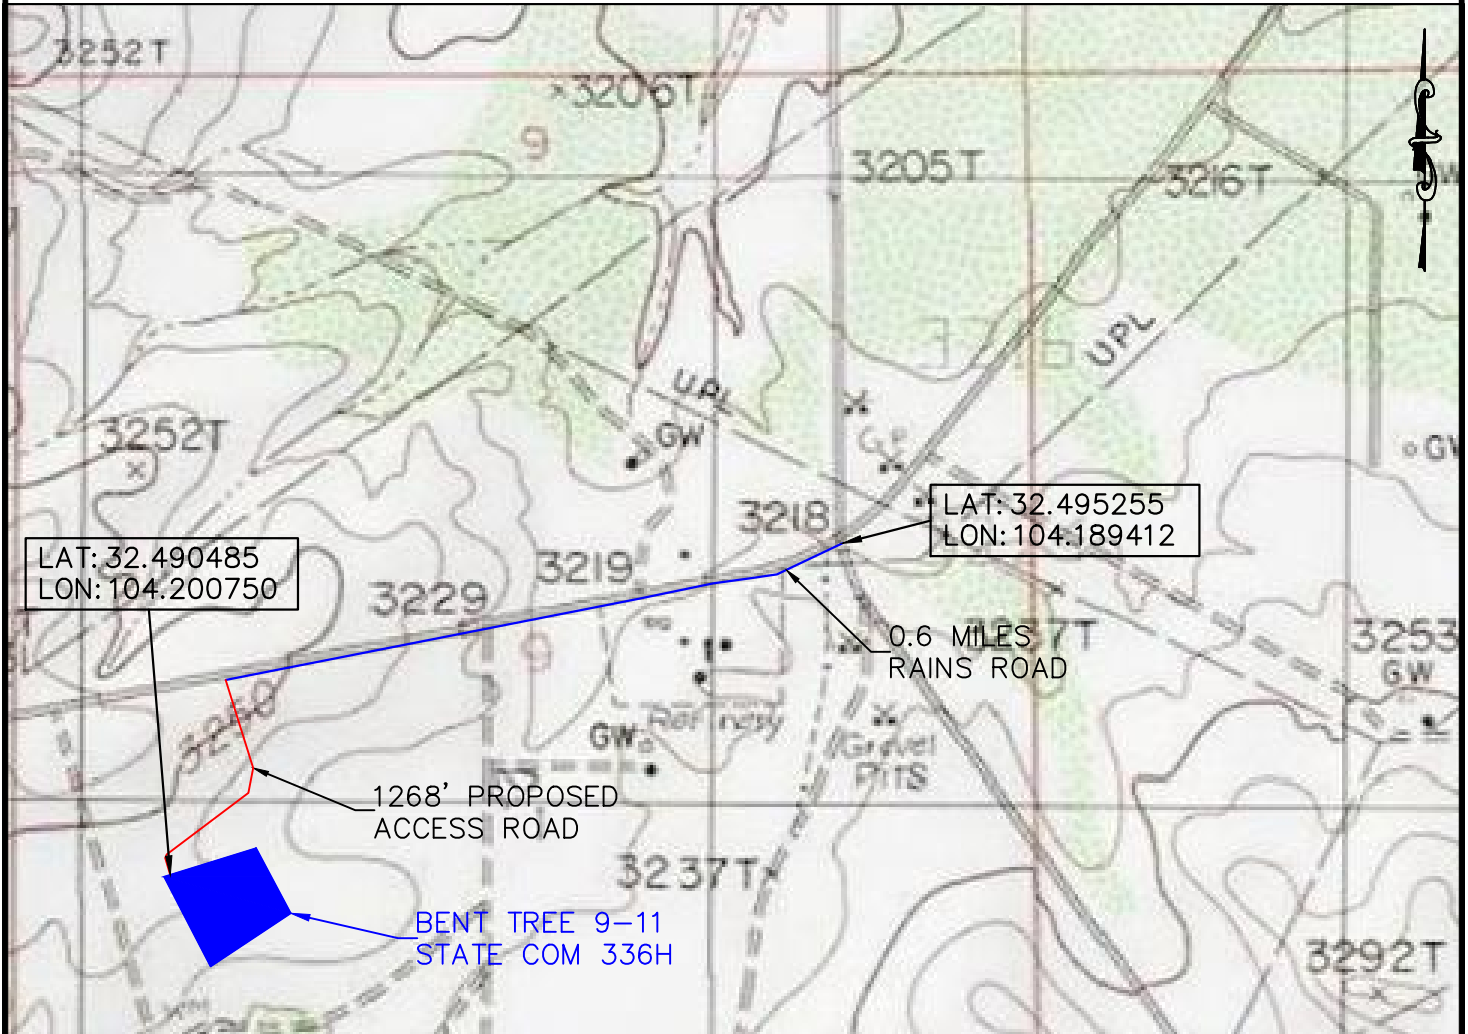 3252T
×3206T
9
3205T
3216T
UPL
UPL
3252T
GW
GP
GW
3218
LAT: 32.495255
LON: 104.189412
LAT: 32.490485
LON: 104.200750
3219
3229
9
0.6 MILES
RAINS ROAD
3253
GW
3250
Refinery
GW
Gravel
Pits
1268' PROPOSED
ACCESS ROAD
3237T
BENT TREE 9-11
STATE COM 336H
3292T